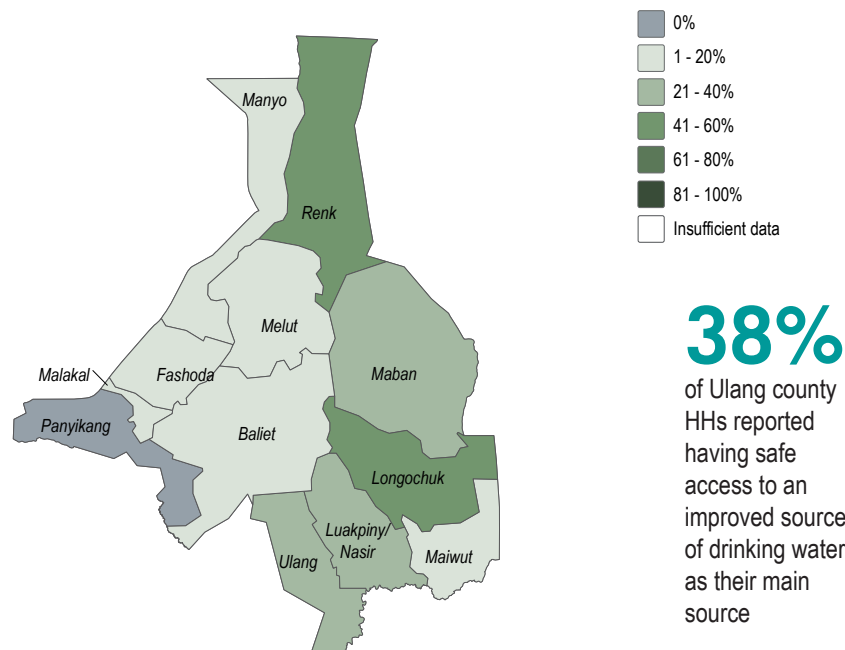 0%
1 - 20%
21 - 40%
41 - 60%
61 - 80%
81 - 100%
Insufficient data
Manyo
Renk
Melut
Malakal
Fashoda
Maban
Panyikang
Baliet
Longochuk
Luakpiny/
Nasir
Ulang
Maiwut
38%
of Ulang county
HHs reported
having safe
access to an
improved source
of drinking water
as their main
source